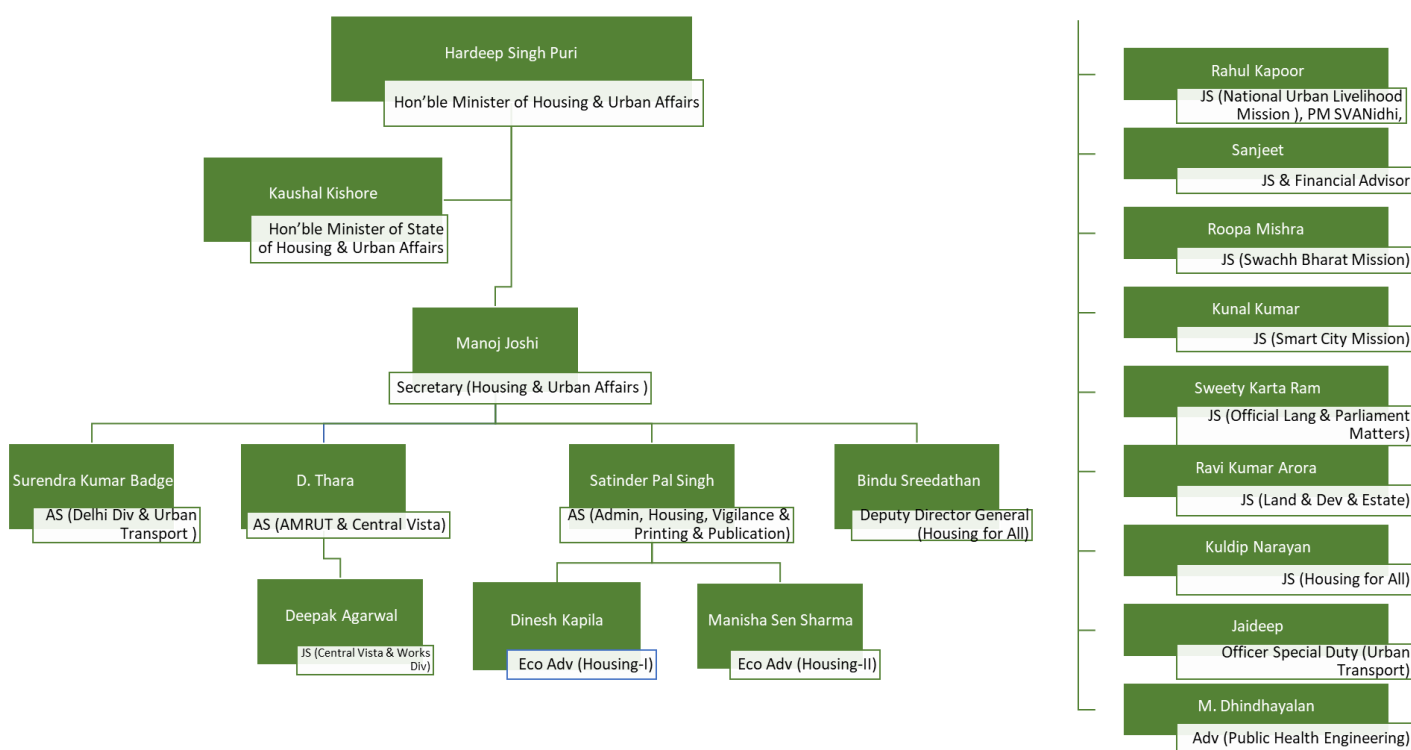 Hardeep Singh Puri
Hon'ble Minister of Housing & Urban Affairs
Kaushal Kishore
Hon'ble Minister of State
of Housing & Urban Affairs
Manoj Joshi
Secretary (Housing & Urban Affairs )
Surendra Kumar Badge
AS (Delhi Div & Urban
Transport )
D. Thara
AS (AMRUT & Central Vista)
Satinder Pal Singh
AS (Admin, Housing, Vigilance &
Printing & Publication)
Bindu Sreedathan
Deputy Director General
(Housing for All)
Deepak Agarwal
JS (Central Vista & Works
Div)
Dinesh Kapila
Eco Adv (Housing-I)
Manisha Sen Sharma
Eco Adv (Housing-II)
Rahul Kapoor
JS (National Urban Livelihood
Mission ), PM SVANidhi,
Sanjeet
JS & Financial Advisor
Roopa Mishra
JS (Swachh Bharat Mission)
Kunal Kumar
JS (Smart City Mission)
Sweety Karta Ram
JS (Official Lang & Parliament
Matters)
Ravi Kumar Arora
JS (Land & Dev & Estate)
Kuldip Narayan
JS (Housing for All)
Jaideep
Officer Special Duty (Urban
Transport)
M. Dhindhayalan
Adv (Public Health Engineering)